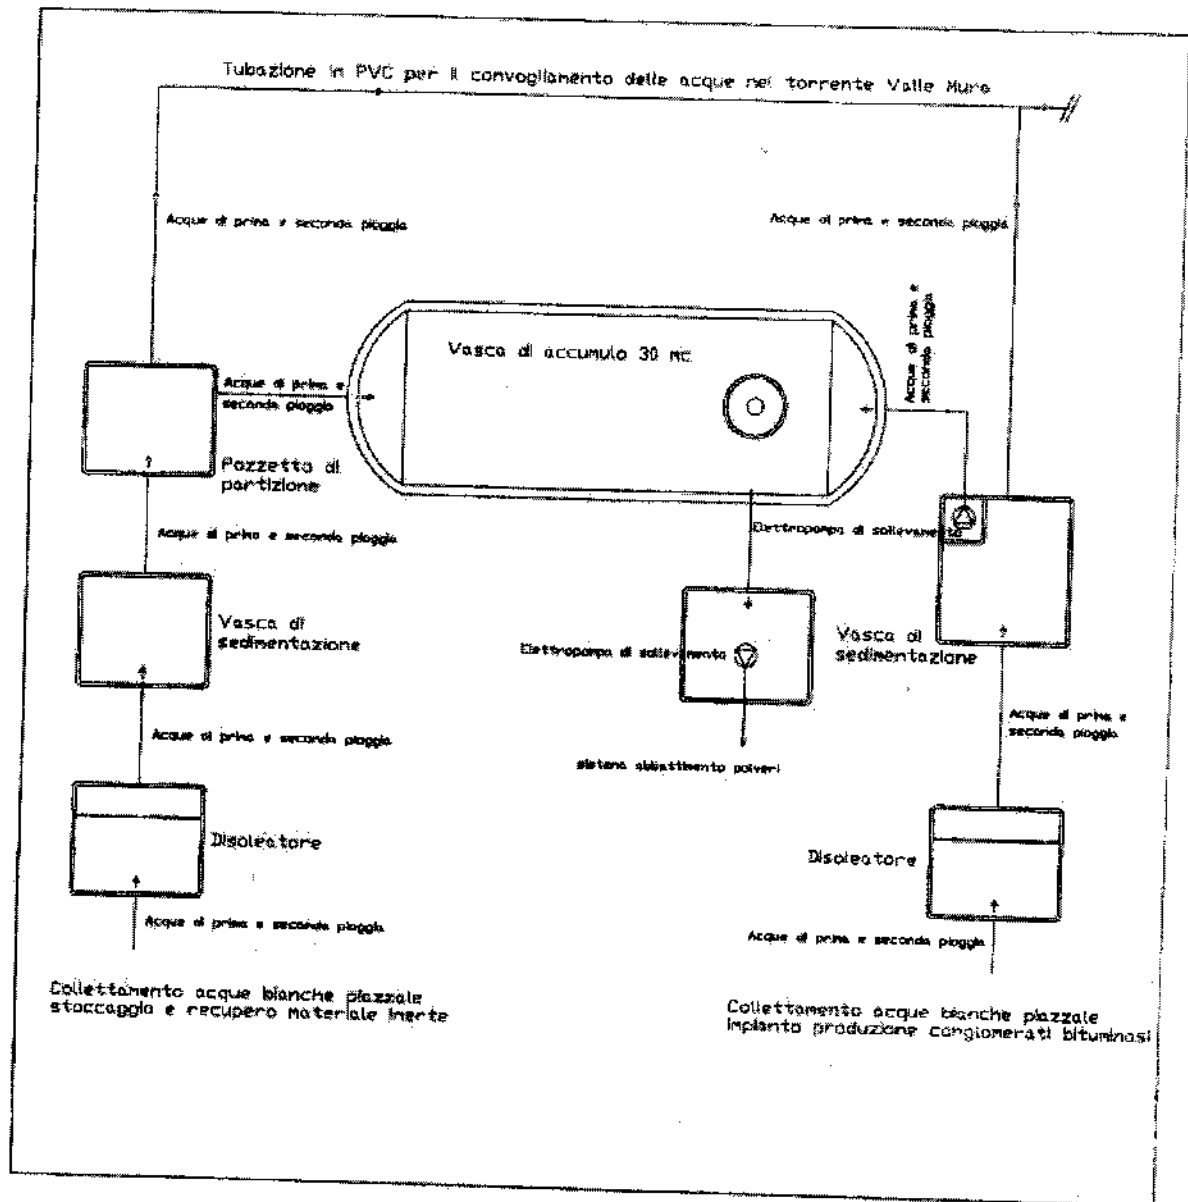 Tubazione in PVC per il convogliamento delle acque nel torrente Valle Mura
Acque di prima e seconda pioggia
Acque di prima e seconda pioggia
Acque di prima e
seconda pioggia
Vasca di accumulo 30 mc
Acque di prima e
seconda pioggia
Pozzetto di
partizione
Elettropompa di sollevamento
Acque di prima e seconda pioggia
Vasca di
sedimentazione
Elettropompa di sollevamento
Vasca di
sedimentazione
Acque di prima e seconda pioggia
Acque di prima e
seconda pioggia
sistema abbattimento polveri
Disoleatore
Disoleatore
Acque di prima e seconda pioggia
Acque di prima e seconda pioggia
Collettamento acque bianche piazzale
stoccaggio e recupero materiale inerte
Collettamento acque bianche piazzale
impianto produzione conglomerati bituminosi